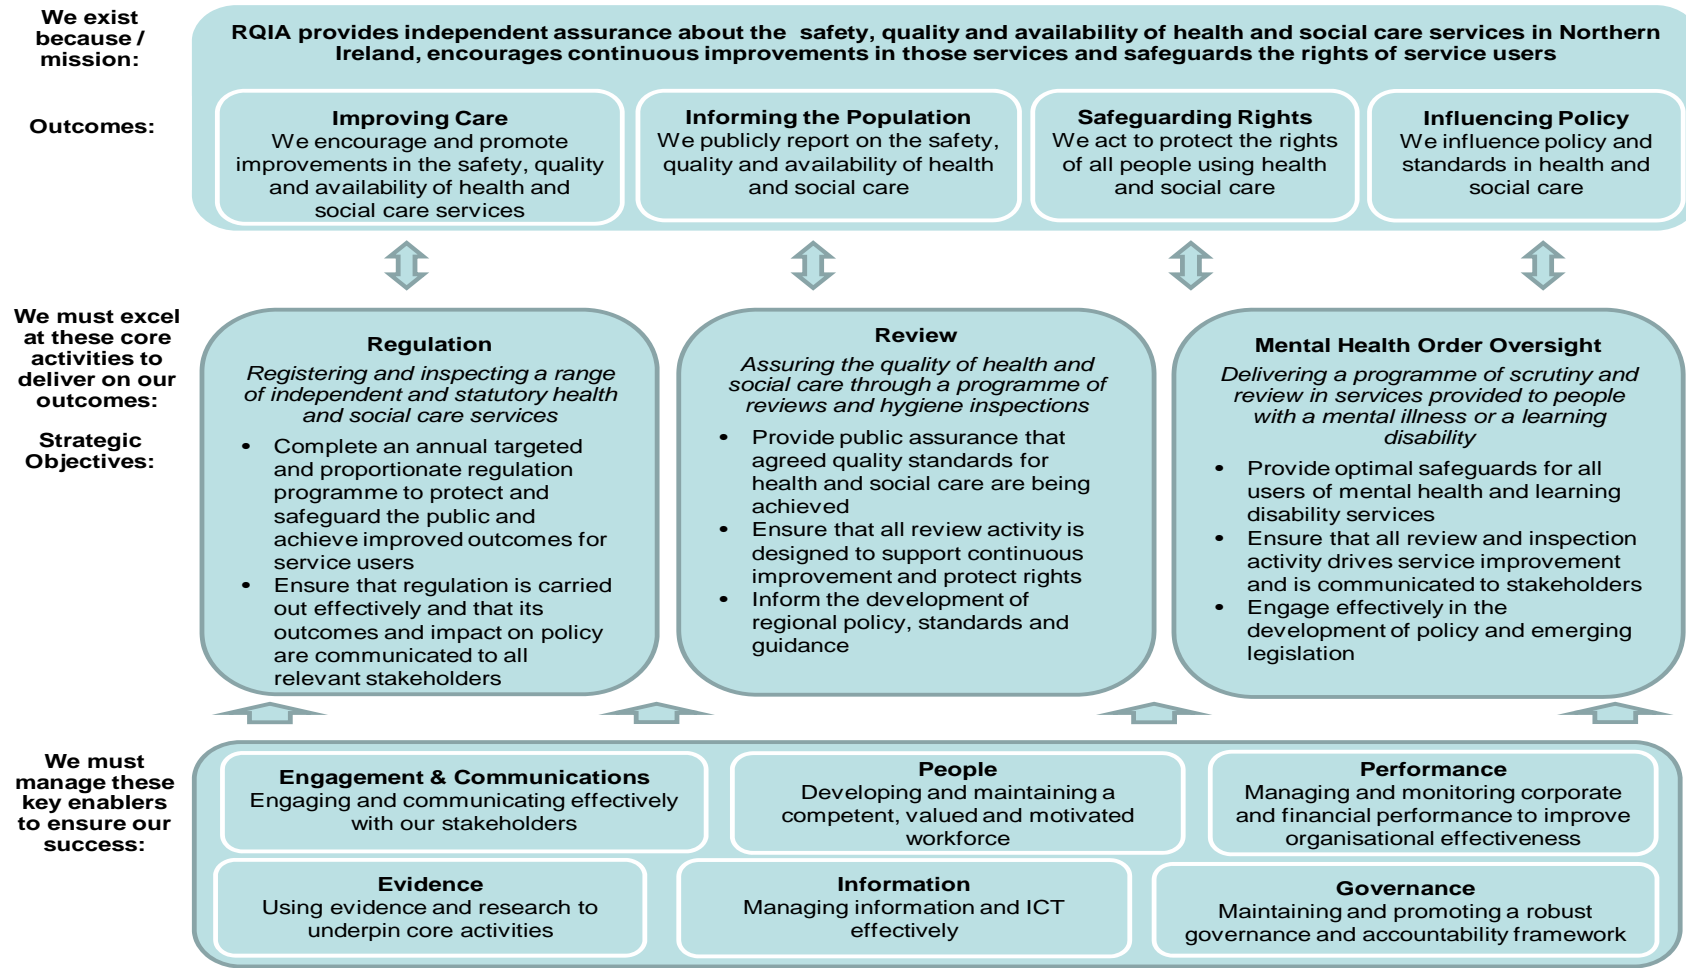 We exist
because /
mission:
RQIA provides independent assurance about the  safety, quality and availability of health and social care services in Northern
Ireland, encourages continuous improvements in those services and safeguards the rights of service users
Outcomes:
Improving Care
We encourage and promote
improvements in the safety, quality
and availability of health and
social care services
Informing the Population
We publicly report on the safety,
quality and availability of health
and social care
Safeguarding Rights
We act to protect the rights
of all people using health
and social care
Influencing Policy
We influence policy and
standards in health and
social care
We must excel
at these core
activities to
deliver on our
outcomes:
Strategic
Objectives:
Regulation
Registering and inspecting a range
of independent and statutory health
and social care services
• Complete an annual targeted
and proportionate regulation
programme to protect and
safeguard the public and
achieve improved outcomes for
service users
• Ensure that regulation is carried
out effectively and that its
outcomes and impact on policy
are communicated to all
relevant stakeholders
Review
Assuring the quality of health and
social care through a programme of
reviews and hygiene inspections
• Provide public assurance that
agreed quality standards for
health and social care are being
achieved
• Ensure that all review activity is
designed to support continuous
improvement and protect rights
• Inform the development of
regional policy, standards and
guidance
Mental Health Order Oversight
Delivering a programme of scrutiny and
review in services provided to people
with a mental illness or a learning
disability
• Provide optimal safeguards for all
users of mental health and learning
disability services
• Ensure that all review and inspection
activity drives service improvement
and is communicated to stakeholders
• Engage effectively in the
development of policy and emerging
legislation
We must
manage these
key enablers
to ensure our
success:
Engagement & Communications
Engaging and communicating effectively
with our stakeholders
People
Developing and maintaining a
competent, valued and motivated
workforce
Performance
Managing and monitoring corporate
and financial performance to improve
organisational effectiveness
Evidence
Using evidence and research to
underpin core activities
Information
Managing information and ICT
effectively
Governance
Maintaining and promoting a robust
governance and accountability framework